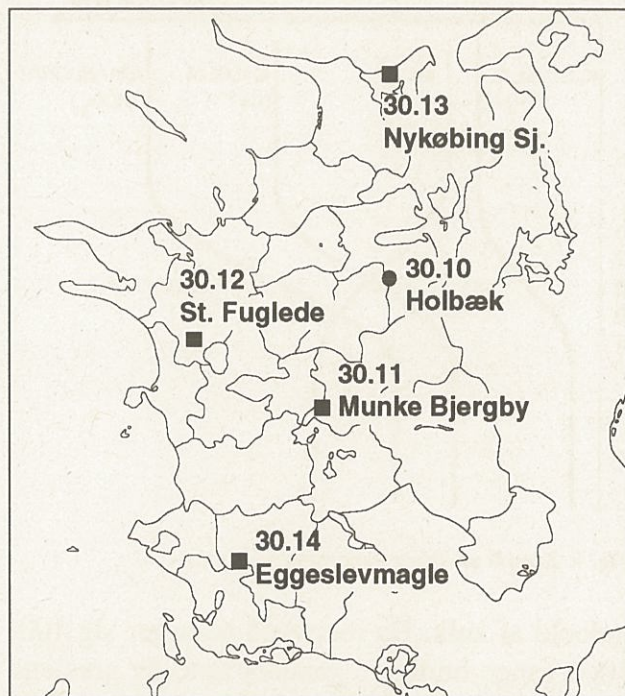 30.13
Nykøbing Sj.
30.12
St. Fuglede
30.10
Holbæk
30.11
Munke Bjergby
30.14
Eggeslevmagle